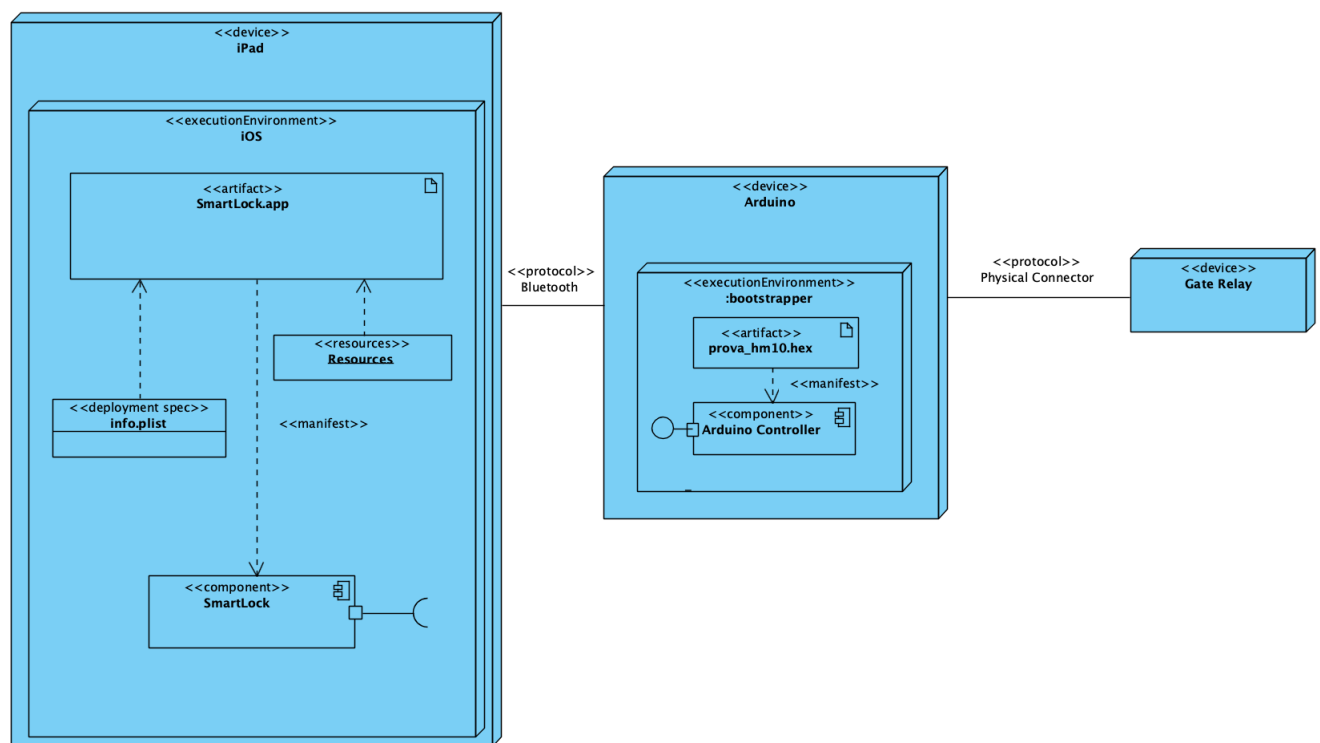 <<device>>
iPad
<<executionEnvironment>>
iOS
<<artifact>>
SmartLock.app
<<resources>>
Resources
<<deployment spec>>
info.plist
<<manifest>>
<<component>>
SmartLock
<<protocol>>
Bluetooth
<<device>>
Arduino
<<executionEnvironment>>
:bootstrapper
<<artifact>>
prova_hm10.hex
<<manifest>>
<<component>>
Arduino Controller
<<protocol>>
Physical Connector
<<device>>
Gate Relay